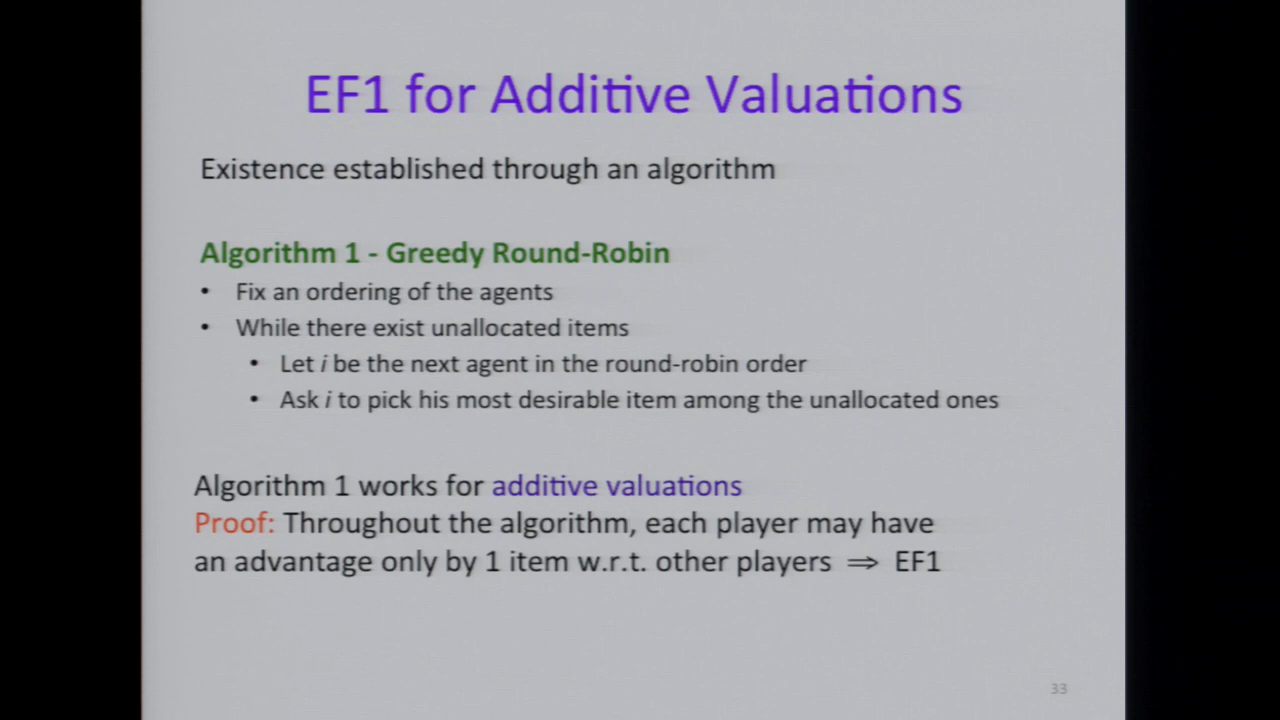 EF1 for Additive Valuations
Existence established through an algorithm
Algorithm 1 - Greedy Round-Robin
• Fix an ordering of the agents
• While there exist unallocated items
• Let i be the next agent in the round-robin order
• Ask i to pick his most desirable item among the unallocated ones
Algorithm 1 works for additive valuations
Proof: Throughout the algorithm, each player may have
an advantage only by 1 item w.r.t. other players ⇒ EF1
33